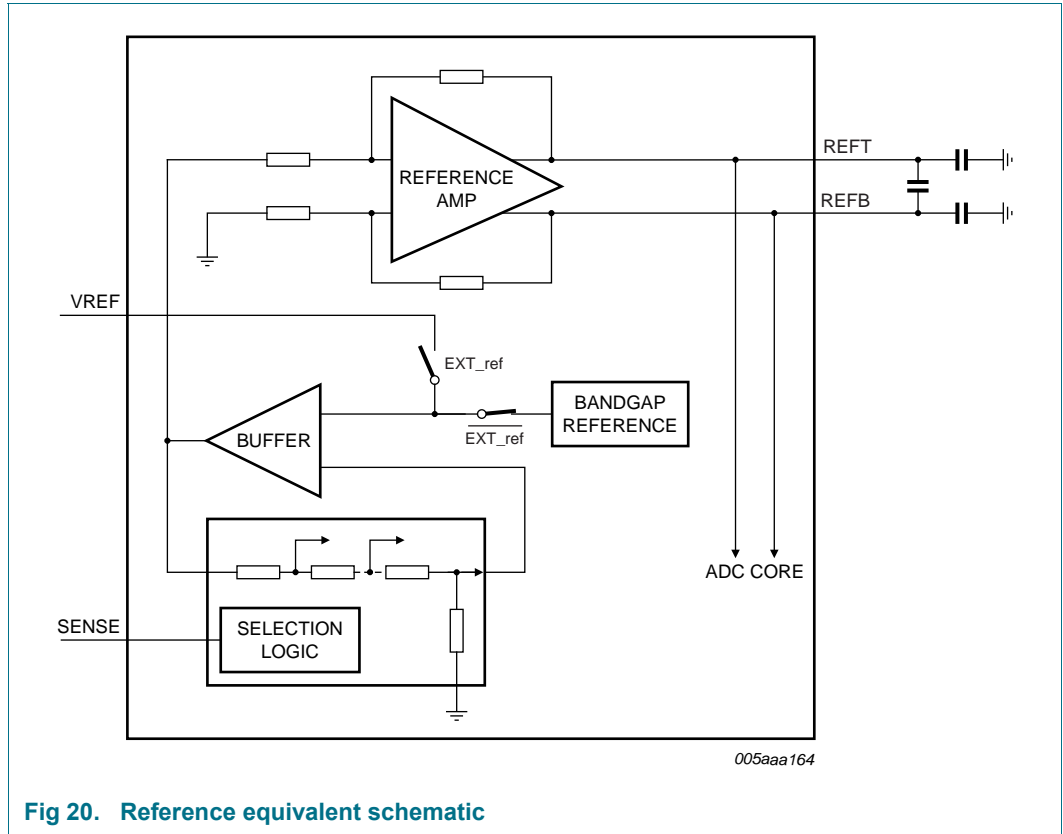 REFERENCE
AMP
REFT
REFB
VREF
EXT_ref
BANDGAP
REFERENCE
EXT_ref
BUFFER
ADC CORE
SENSE
SELECTION
LOGIC
005aaa164
Fig 20. Reference equivalent schematic